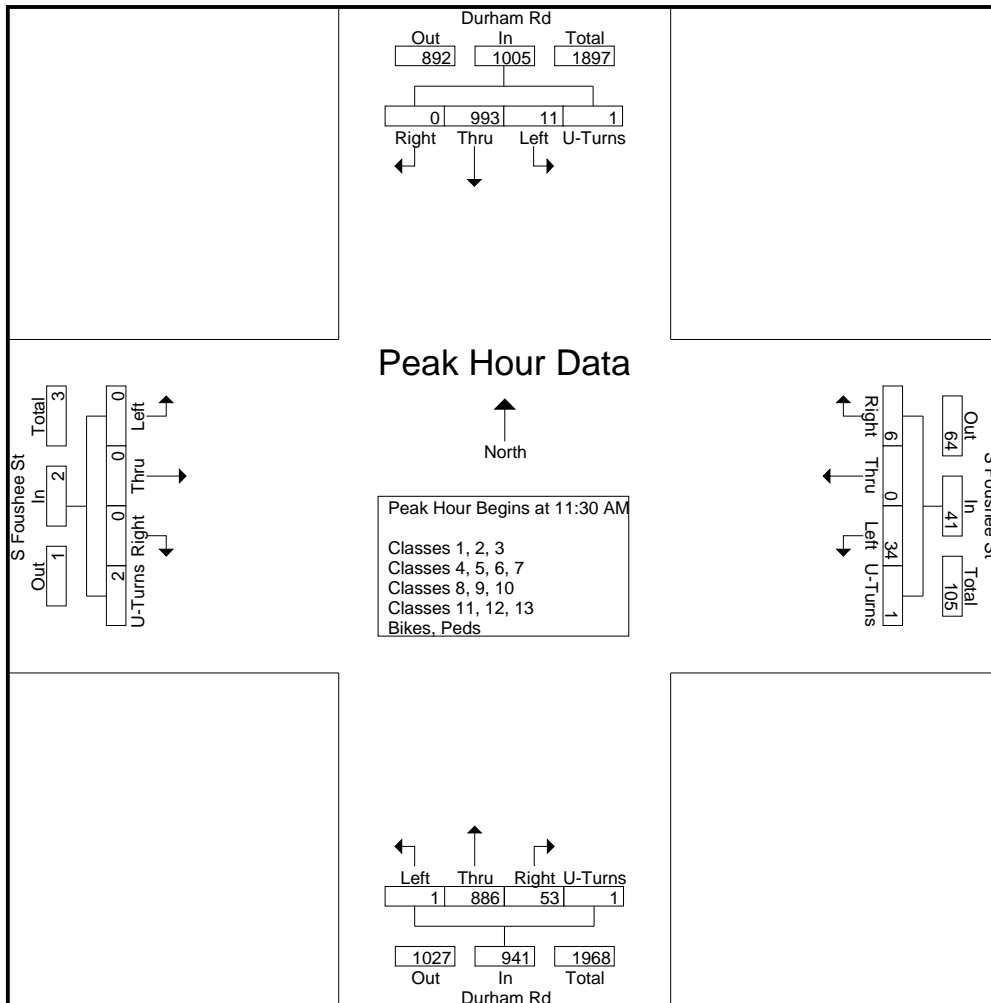 Durham Rd
Out In Total
892 1005 1897
0 993 11 1
Right Thru Left U-Turns
Peak Hour Data
North
Peak Hour Begins at 11:30 AM
Classes 1, 2, 3
Classes 4, 5, 6, 7
Classes 8, 9, 10
Classes 11, 12, 13
Bikes, Peds
S Foushee St
Out In Total
1 2 3
2 0 0 0
U-Turns Right Thru Left
S Foushee St
Out In Total
64 41 105
6 0 34 1
Right Thru Left U-Turns
Left Thru Right U-Turns
1 886 53 1
1027 941 1968
Out In Total
Durham Rd